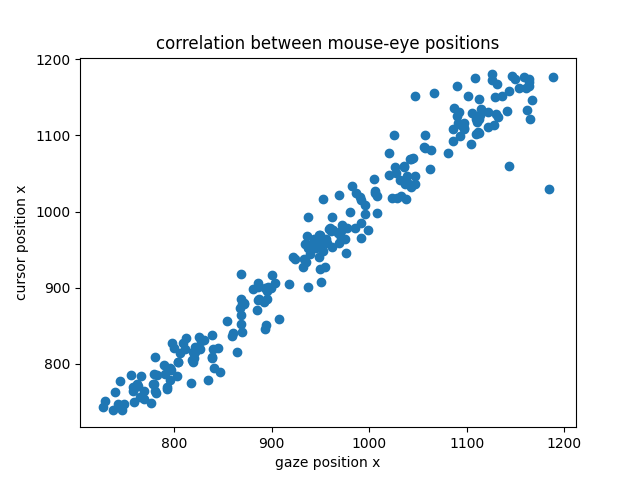 correlation between mouse-eye positions
1200
1100
1000
900
800
cursor position x
800 900 1000 1100 1200
gaze position x